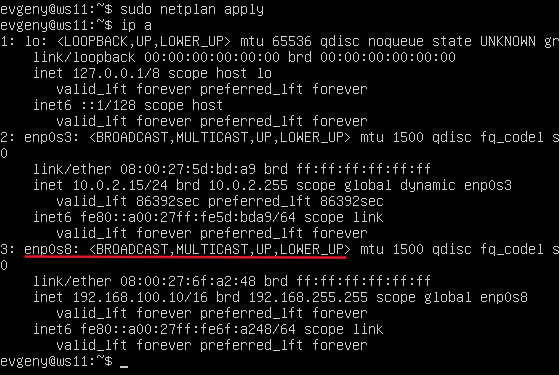 evgeny@ws11:~$ sudo netplan apply
evgeny@ws11:~$ ip a
1: lo: <LOOPBACK,UP,LOWER_UP> mtu 65536 qdisc noqueue state UNKNOWN gr
link/loopback 00:00:00:00:00:00 brd 00:00:00:00:00:00
inet 127.0.0.1/8 scope host lo
valid_lft forever preferred_lft forever
inet6 ::1/128 scope host
valid_lft forever preferred_lft forever
2: enp0s3: <BROADCAST,MULTICAST,UP,LOWER_UP> mtu 1500 qdisc fq_codel s
0
link/ether 08:00:27:5d:bd:a9 brd ff:ff:ff:ff:ff:ff
inet 10.0.2.15/24 brd 10.0.2.255 scope global dynamic enp0s3
valid_lft 86392sec preferred_lft 86392sec
inet6 fe80::a00:27ff:fe5d:bda9/64 scope link
valid_lft forever preferred_lft forever
3: enp0s8: <BROADCAST,MULTICAST,UP,LOWER_UP> mtu 1500 qdisc fq_codel s
0
link/ether 08:00:27:6f:a2:48 brd ff:ff:ff:ff:ff:ff
inet 192.168.100.10/16 brd 192.168.255.255 scope global enp0s8
valid_lft forever preferred_lft forever
inet6 fe80::a00:27ff:fe6f:a248/64 scope link
valid_lft forever preferred_lft forever
evgeny@ws11:~$ _